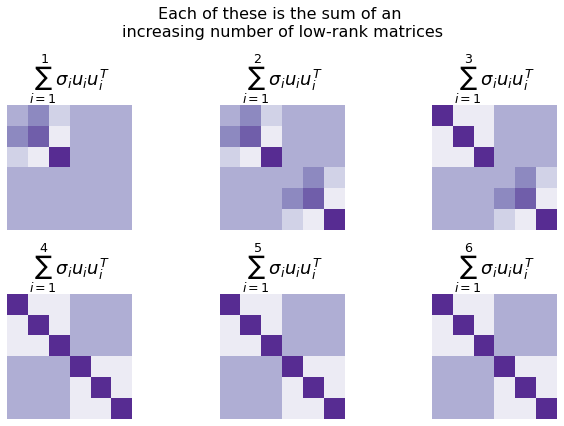 Each of these is the sum of an
increasing number of low-rank matrices
1
∑ σᵢuᵢuᵢᵀ
i = 1
2
∑ σᵢuᵢuᵢᵀ
i = 1
3
∑ σᵢuᵢuᵢᵀ
i = 1
4
∑ σᵢuᵢuᵢᵀ
i = 1
5
∑ σᵢuᵢuᵢᵀ
i = 1
6
∑ σᵢuᵢuᵢᵀ
i = 1